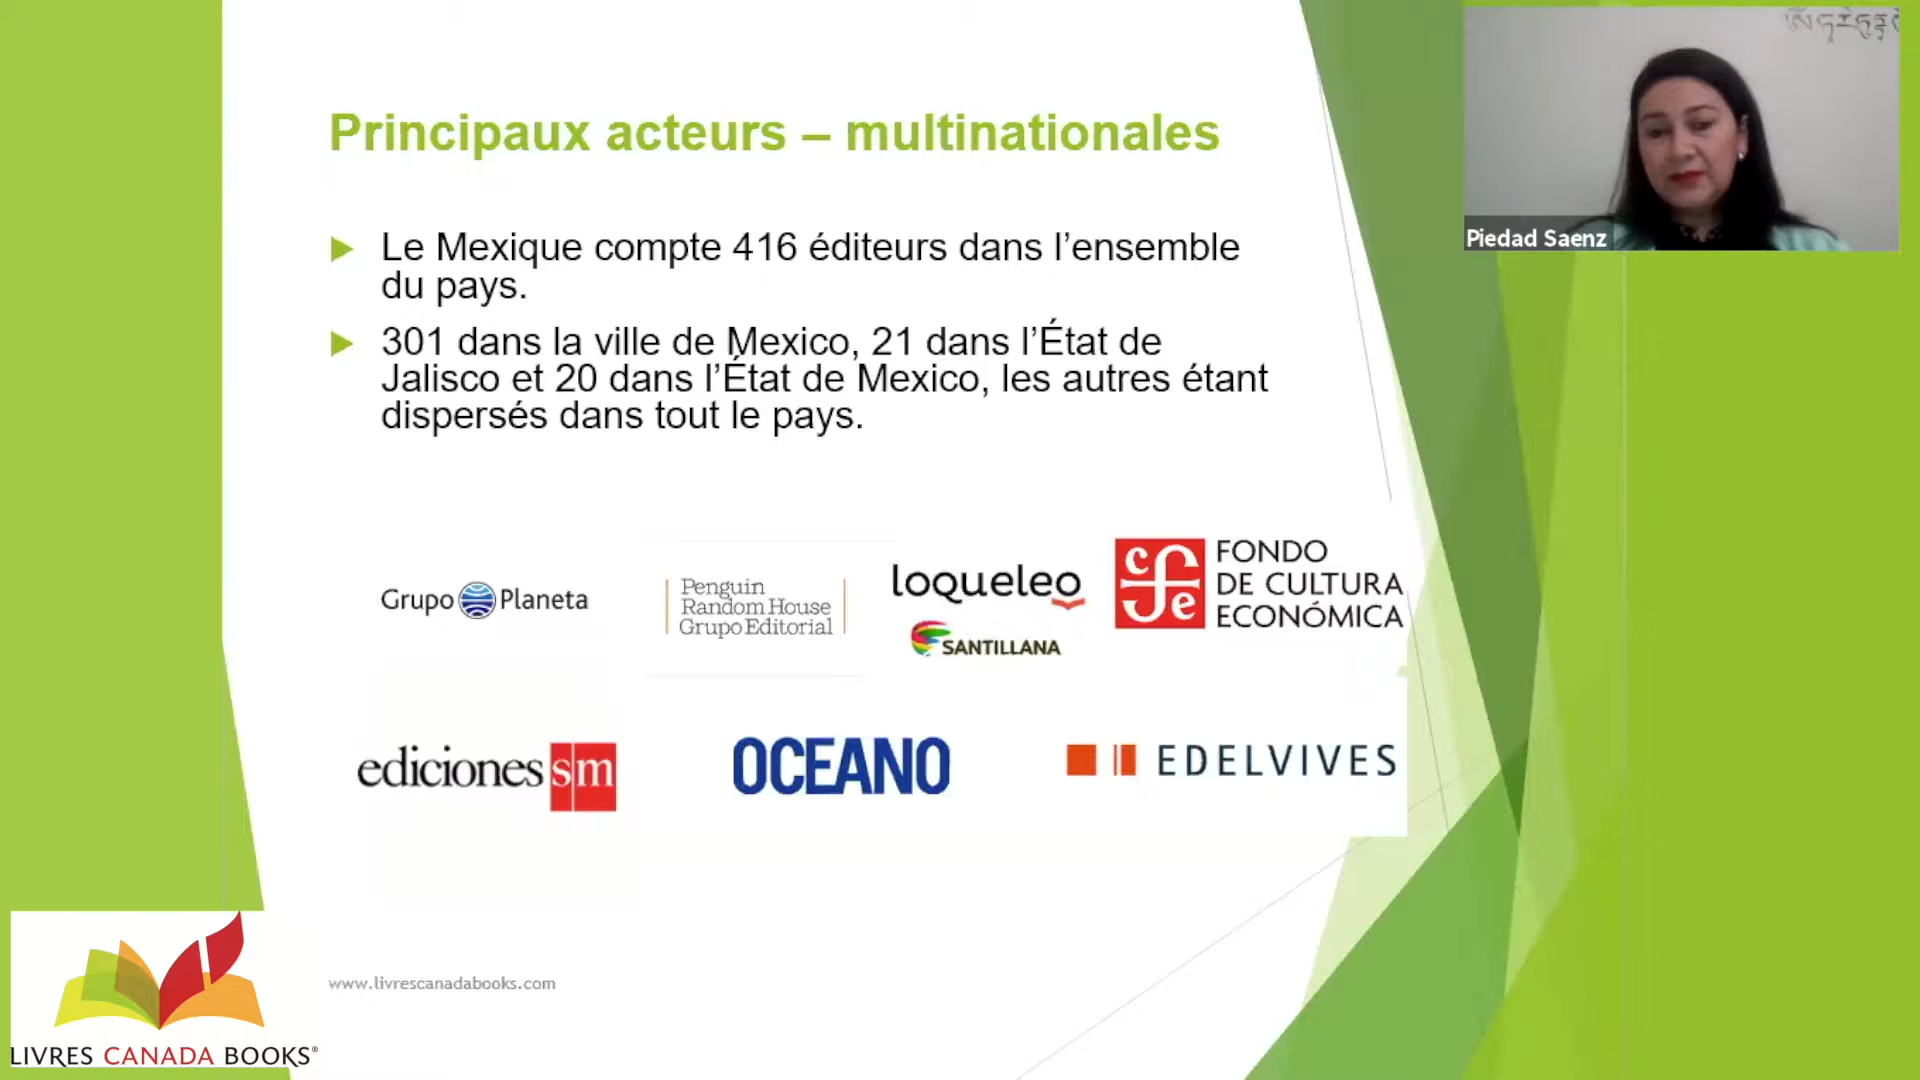 Principaux acteurs – multinationales
Le Mexique compte 416 éditeurs dans l’ensemble
du pays.
301 dans la ville de Mexico, 21 dans l’État de
Jalisco et 20 dans l’État de Mexico, les autres étant
dispersés dans tout le pays.
Grupo Planeta
Penguin
Random House
Grupo Editorial
loqueleo
SANTILLANA
cfe
FONDO
DE CULTURA
ECONÓMICA
ediciones sm
OCEANO
EDELVIVES
www.livrescanadabooks.com
LIVRES CANADA BOOKS®
Piedad Saenz